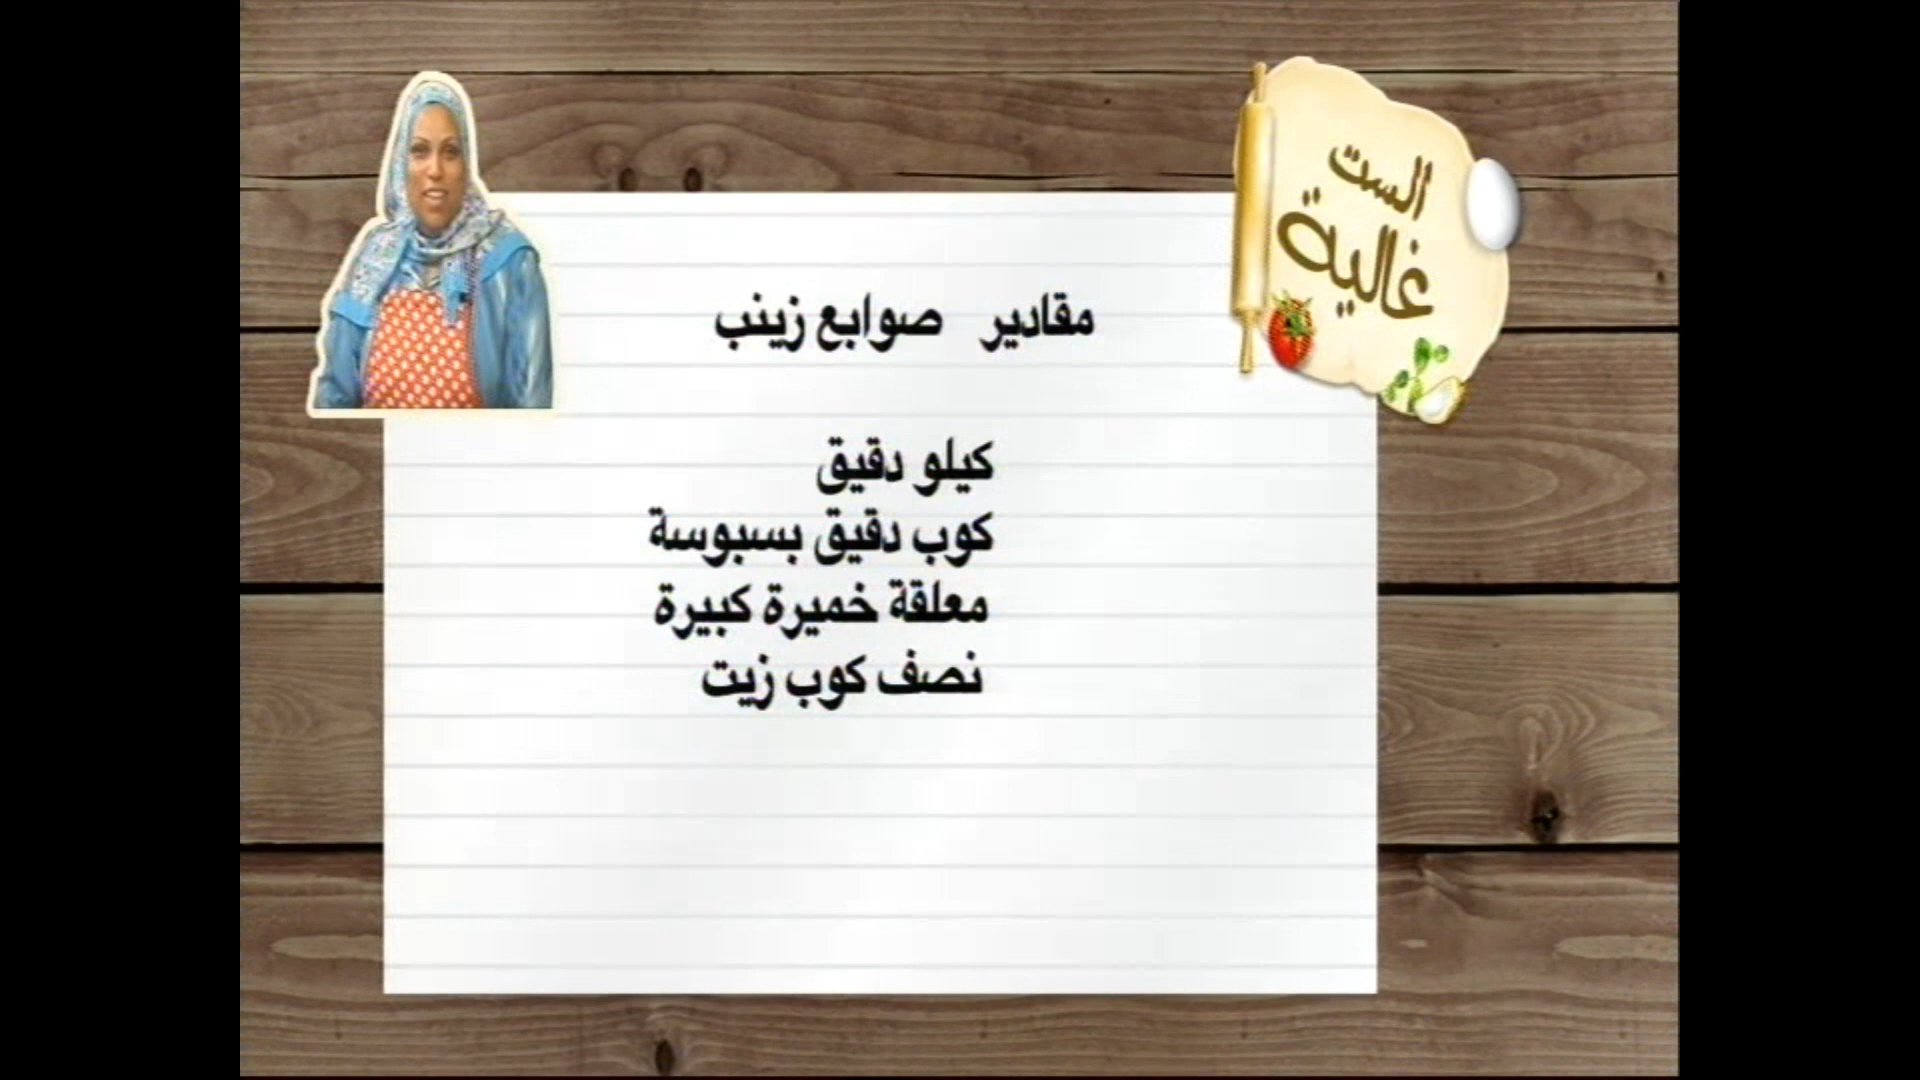 الست
غالية
مقادير صوابع زينب
كيلو دقيق
كوب دقيق بسبوسة
معلقة خميرة كبيرة
نصف كوب زيت